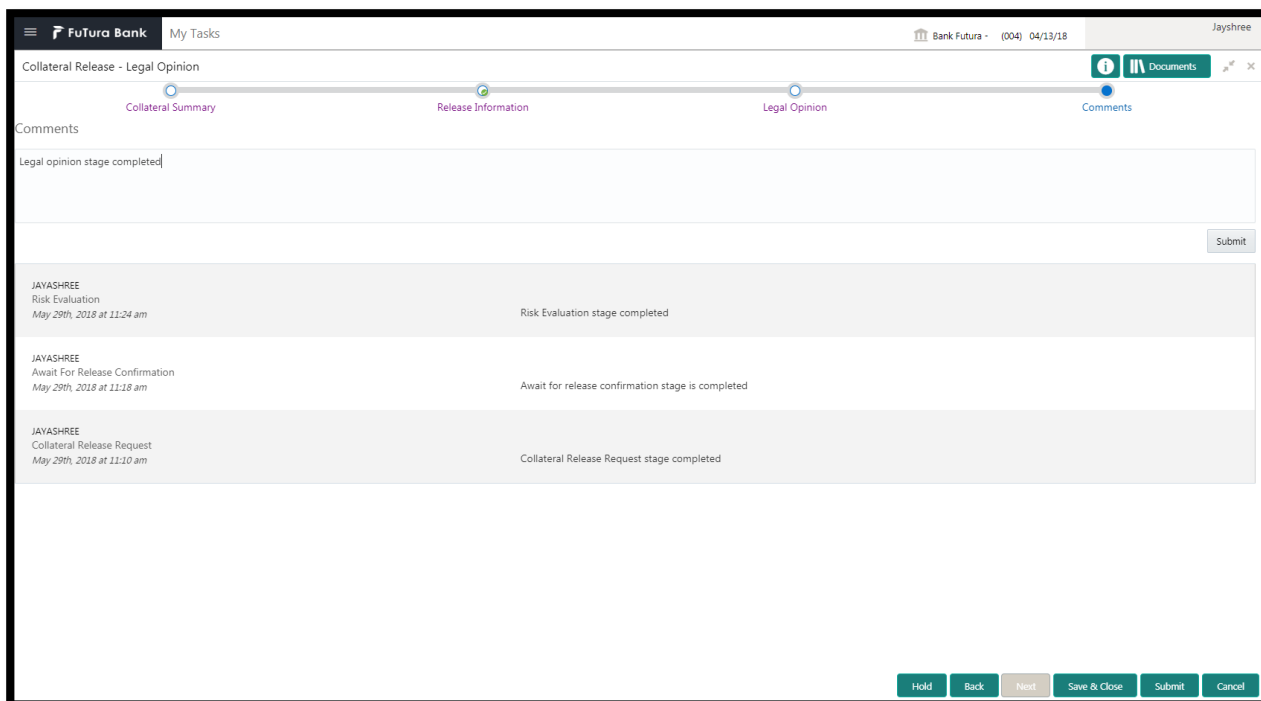 FuTura Bank
My Tasks
Bank Futura - (004) 04/13/18
Jayshree
Collateral Release - Legal Opinion
i
Documents
Collateral Summary
Release Information
Legal Opinion
Comments
Comments
Legal opinion stage completed
Submit
JAYASHREE
Risk Evaluation
May 29th, 2018 at 11:24 am
Risk Evaluation stage completed
JAYASHREE
Await For Release Confirmation
May 29th, 2018 at 11:18 am
Await for release confirmation stage is completed
JAYASHREE
Collateral Release Request
May 29th, 2018 at 11:10 am
Collateral Release Request stage completed
Hold
Back
Next
Save & Close
Submit
Cancel